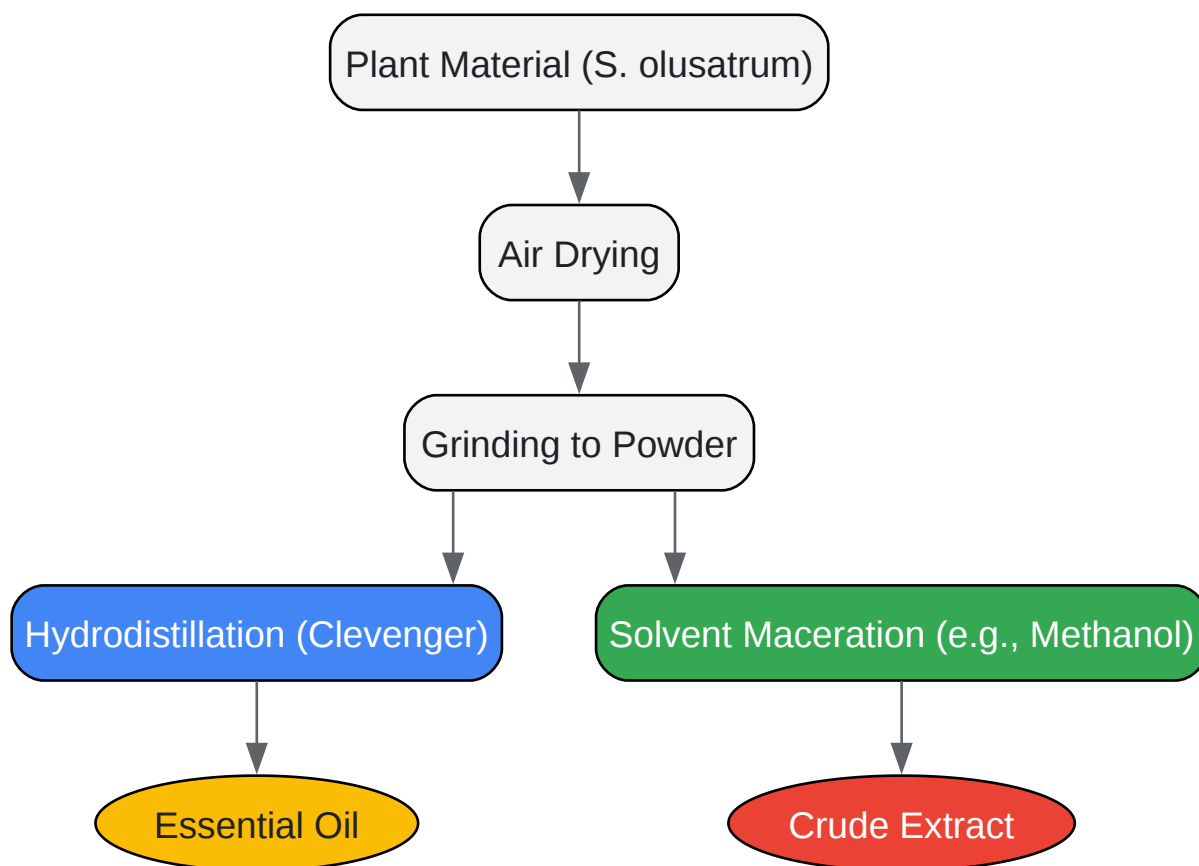 Plant Material (S. olusatrum)
Air Drying
Grinding to Powder
Hydrodistillation (Clevenger)
Solvent Maceration (e.g., Methanol)
Essential Oil
Crude Extract